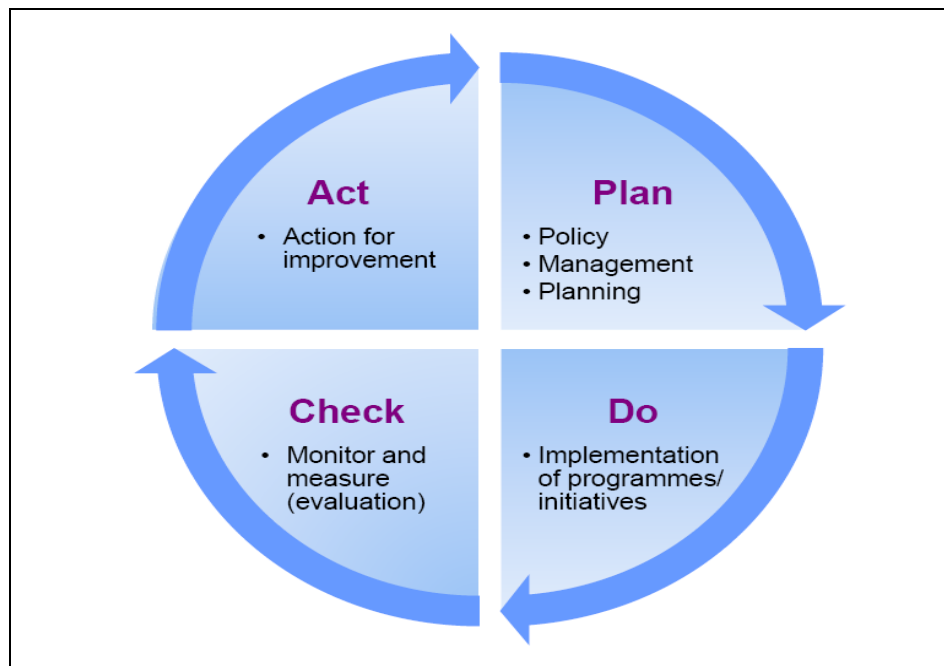 Act
• Action for
improvement
Plan
• Policy
• Management
• Planning
Check
• Monitor and
measure
(evaluation)
Do
• Implementation
of programmes/
initiatives